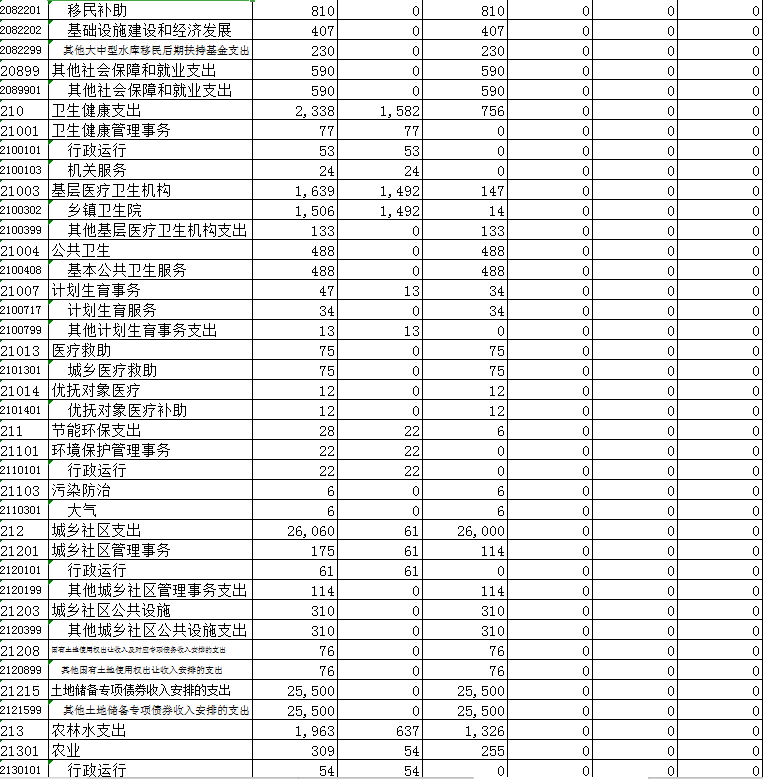 2082201 移民补助 810 0 810 0 0 0
2082202 基础设施建设和经济发展 407 0 407 0 0 0
2082299 其他大中型水库移民后期扶持基金支出 230 0 230 0 0 0
20899 其他社会保障和就业支出 590 0 590 0 0 0
2089901 其他社会保障和就业支出 590 0 590 0 0 0
210 卫生健康支出 2,338 1,582 756 0 0 0
21001 卫生健康管理事务 77 77 0 0 0 0
2100101 行政运行 53 53 0 0 0 0
2100103 机关服务 24 24 0 0 0 0
21003 基层医疗卫生机构 1,639 1,492 147 0 0 0
2100302 乡镇卫生院 1,506 1,492 14 0 0 0
2100399 其他基层医疗卫生机构支出 133 0 133 0 0 0
21004 公共卫生 488 0 488 0 0 0
2100408 基本公共卫生服务 488 0 488 0 0 0
21007 计划生育事务 47 13 34 0 0 0
2100717 计划生育服务 34 0 34 0 0 0
2100799 其他计划生育事务支出 13 13 0 0 0 0
21013 医疗救助 75 0 75 0 0 0
2101301 城乡医疗救助 75 0 75 0 0 0
21014 优抚对象医疗 12 0 12 0 0 0
2101401 优抚对象医疗补助 12 0 12 0 0 0
211 节能环保支出 28 22 6 0 0 0
21101 环境保护管理事务 22 22 0 0 0 0
2110101 行政运行 22 22 0 0 0 0
21103 污染防治 6 0 6 0 0 0
2110301 大气 6 0 6 0 0 0
212 城乡社区支出 26,060 61 26,000 0 0 0
21201 城乡社区管理事务 175 61 114 0 0 0
2120101 行政运行 61 61 0 0 0 0
2120199 其他城乡社区管理事务支出 114 0 114 0 0 0
21203 城乡社区公共设施 310 0 310 0 0 0
2120399 其他城乡社区公共设施支出 310 0 310 0 0 0
21208 国有土地使用权出让收入及对应专项债务收入安排的支出 76 0 76 0 0 0
2120899 其他国有土地使用权出让收入安排的支出 76 0 76 0 0 0
21215 土地储备专项债券收入安排的支出 25,500 0 25,500 0 0 0
2121599 其他土地储备专项债券收入安排的支出 25,500 0 25,500 0 0 0
213 农林水支出 1,963 637 1,326 0 0 0
21301 农业 309 54 255 0 0 0
2130101 行政运行 54 54 0 0 0 0